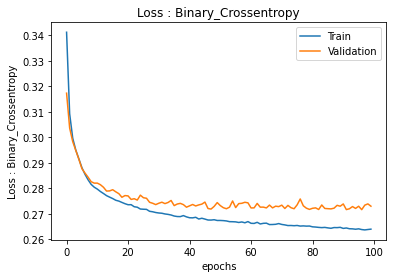 Loss : Binary_Crossentropy
Train
Validation
Loss : Binary_Crossentropy
0.34
0.33
0.32
0.31
0.30
0.29
0.28
0.27
0.26
0 20 40 60 80 100
epochs